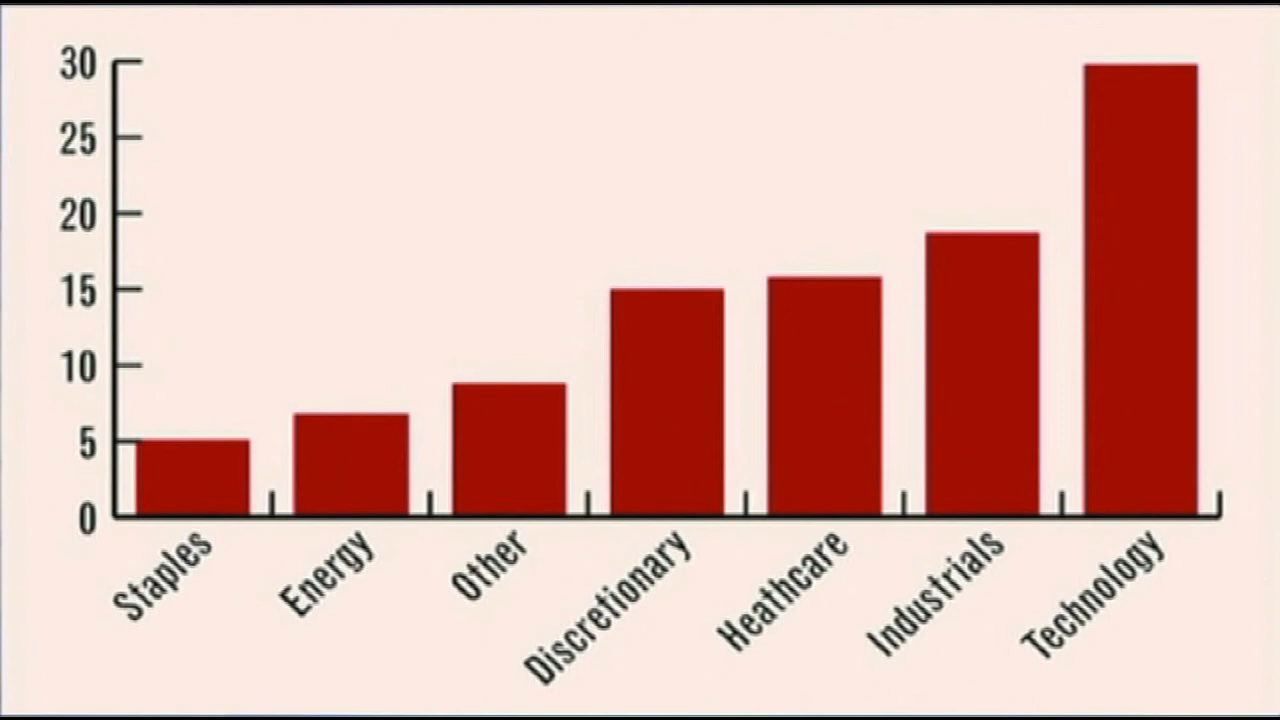 30
25
20
15
10
5
0
Staples
Energy
Other
Discretionary
Heathcare
Industrials
Technology